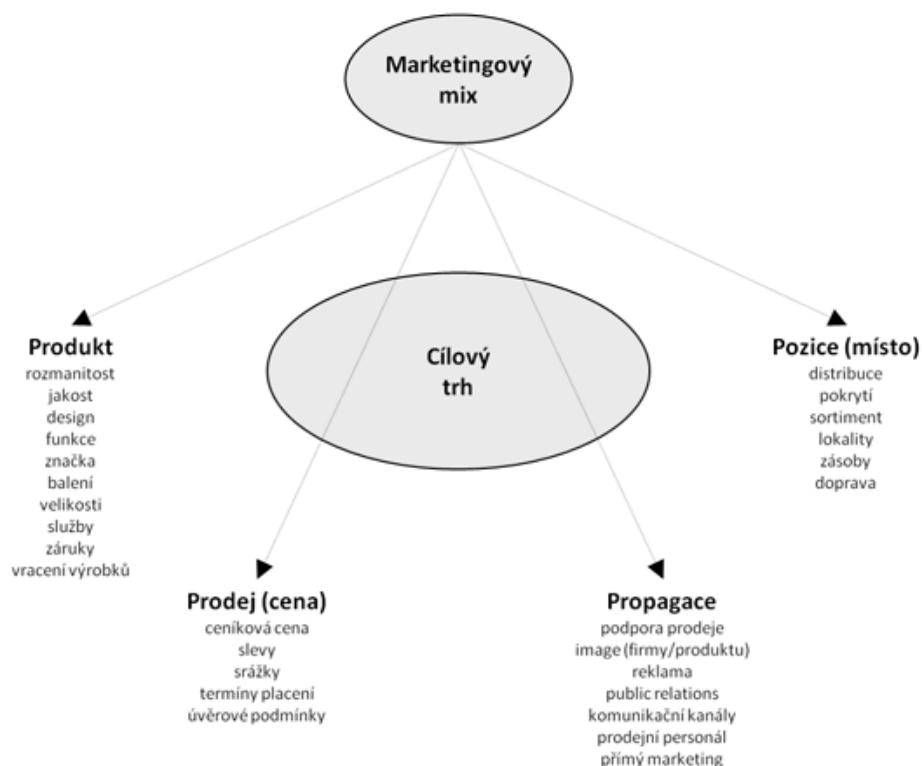 Marketingový
mix
Cílový
trh
Produkt
rozmanitost
jakost
design
funkce
značka
balení
velikosti
služby
záruky
vracení výrobků
Pozice (místo)
distribuce
pokrytí
sortiment
lokality
zásoby
doprava
Prodej (cena)
ceníková cena
slevy
srážky
termíny placení
úvěrové podmínky
Propagace
podpora prodeje
image (firmy/produktu)
reklama
public relations
komunikační kanály
prodejní personál
přímý marketing